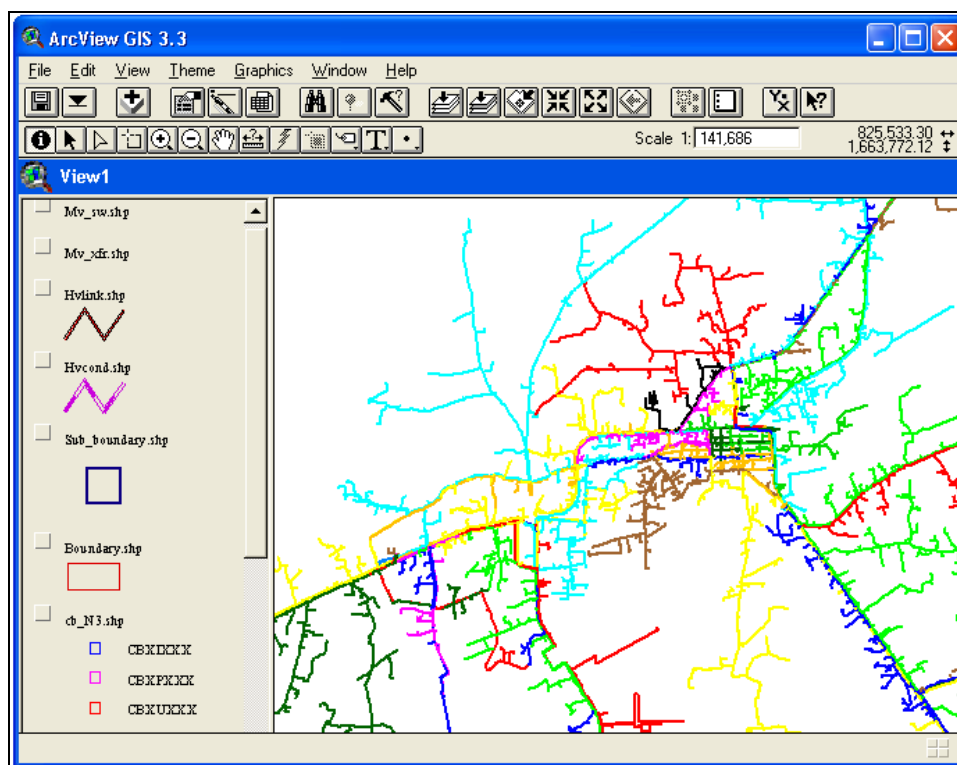 ArcView GIS 3.3
File Edit View Theme Graphics Window Help
Scale 1: 141,686
825,533.30
1,663,772.12
View1
Mv_sw.shp
Mv_xfr.shp
Hvlink.shp
Hvcond.shp
Sub_boundary.shp
Boundary.shp
cb_N3.shp
CBXIXXX
CBXPXXX
CBXUXXX